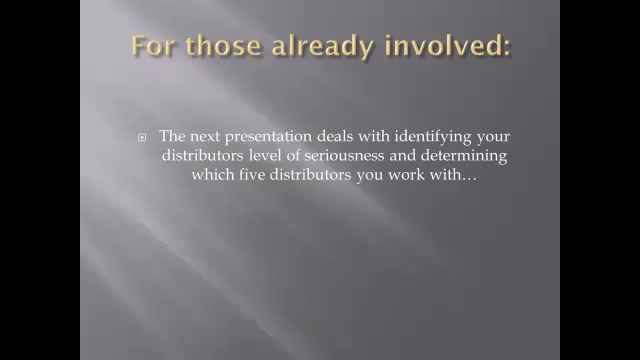 For those already involved:
The next presentation deals with identifying your
distributors level of seriousness and determining
which five distributors you work with…